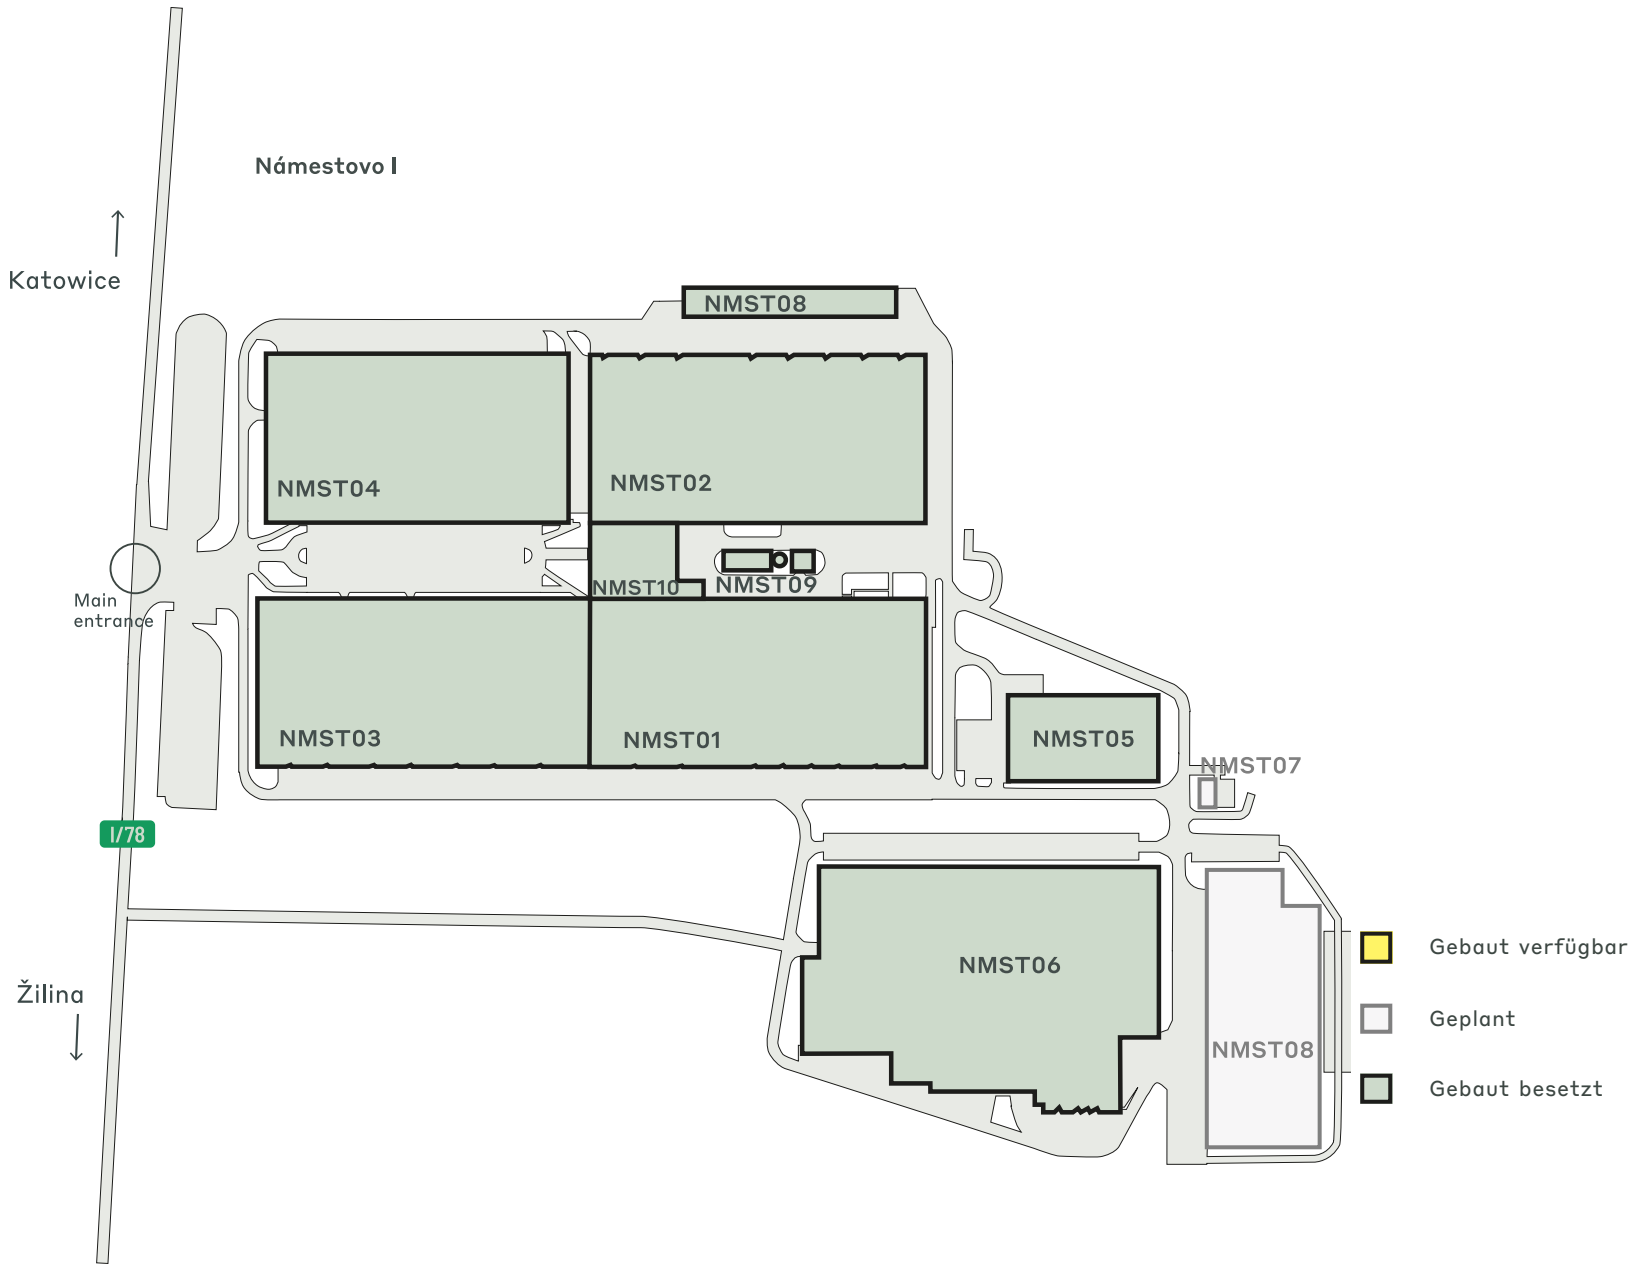 Námestovo I
Katowice
NMST08
NMST04
NMST02
NMST10
NMST09
Main
entrance
NMST03
NMST01
NMST05
NMST07
I/78
NMST06
Gebaut verfügbar
Žilina
Geplant
NMST08
Gebaut besetzt